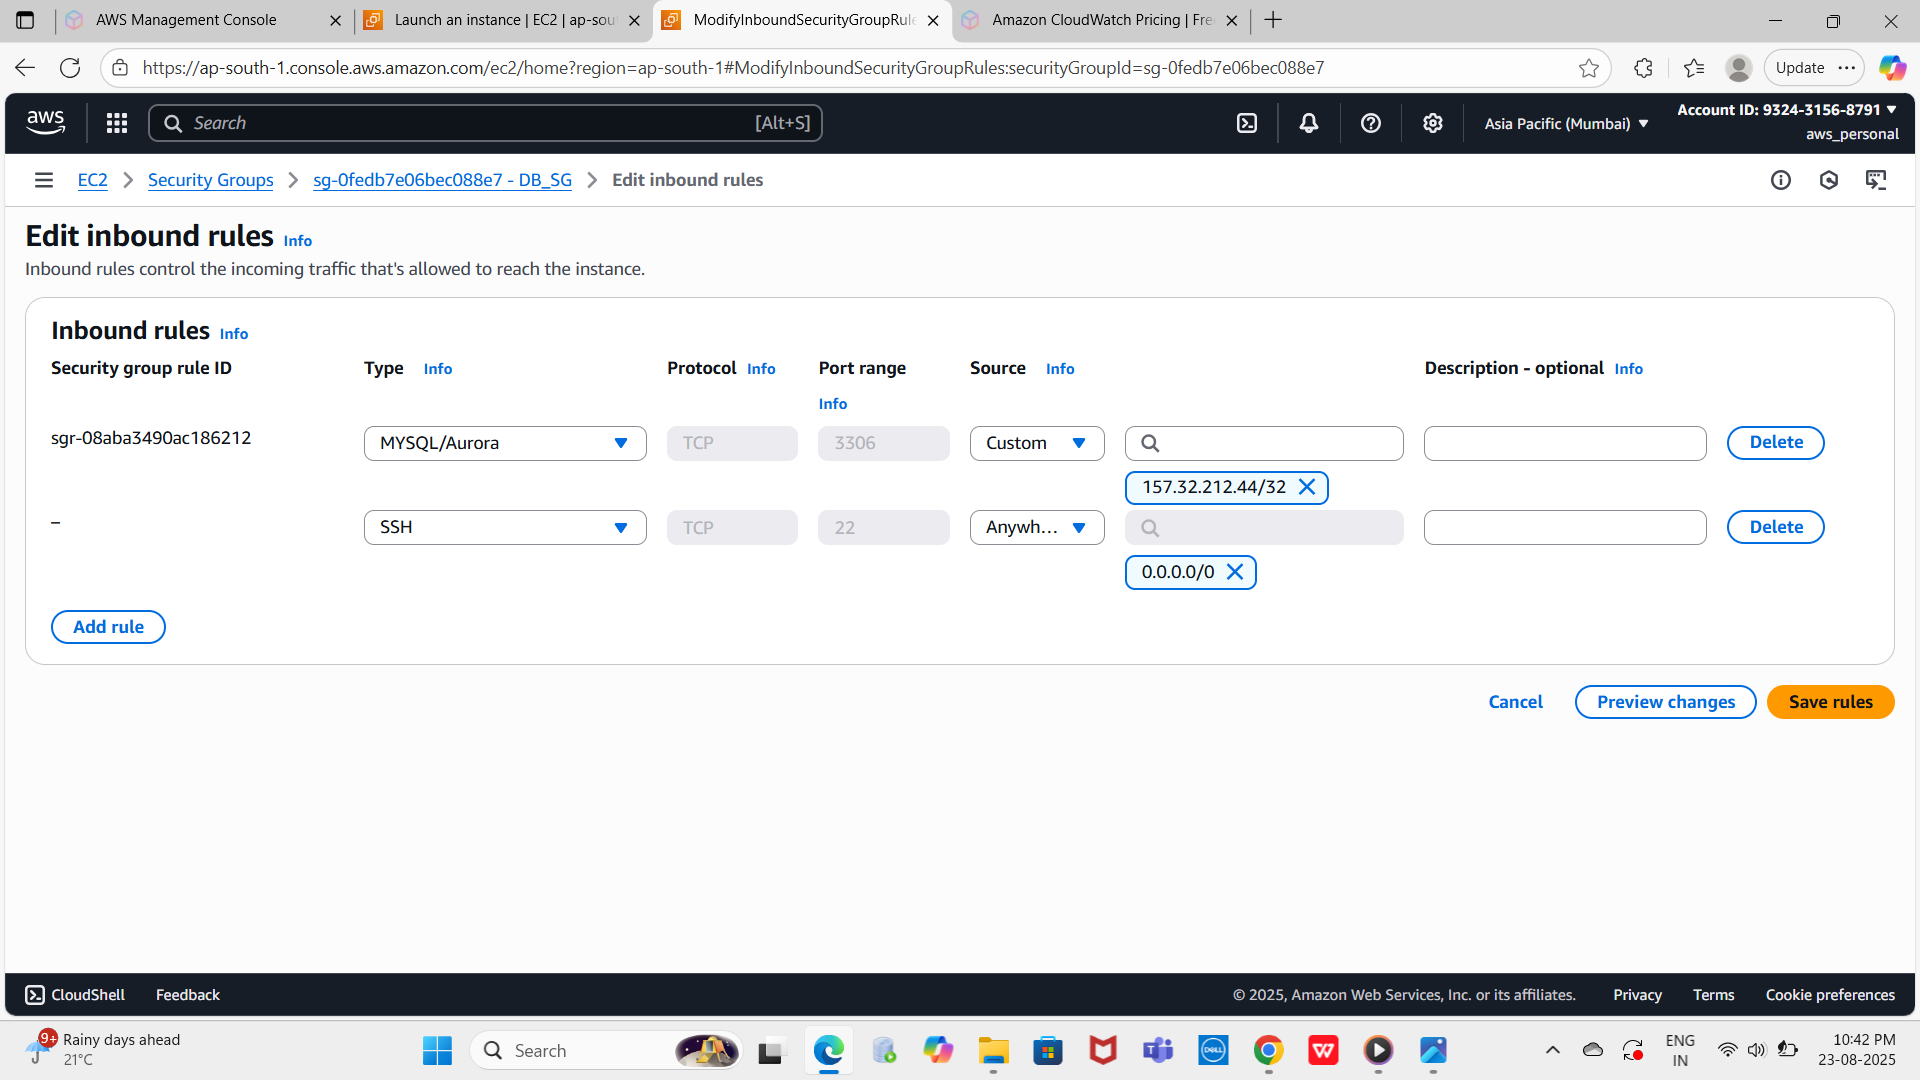 AWS Management Console
Launch an instance | EC2 | ap-sou
ModifyInboundSecurityGroupRule
Amazon CloudWatch Pricing | Fre
https://ap-south-1.console.aws.amazon.com/ec2/home?region=ap-south-1#ModifyInboundSecurityGroupRules:securityGroupId=sg-0fedb7e06bec088e7
Update
aws
Search
[Alt+S]
Asia Pacific (Mumbai)
Account ID: 9324-3156-8791
aws_personal
EC2
Security Groups
sg-0fedb7e06bec088e7 - DB_SG
Edit inbound rules
Edit inbound rules Info
Inbound rules control the incoming traffic that's allowed to reach the instance.
Inbound rules Info
Security group rule ID
Type Info
Protocol Info
Port range
Info
Source Info
Description - optional Info
sgr-08aba3490ac186212
MYSQL/Aurora
TCP
3306
Custom
Delete
157.32.212.44/32
–
SSH
TCP
22
Anywh...
Delete
0.0.0.0/0
Add rule
Cancel
Preview changes
Save rules
CloudShell
Feedback
© 2025, Amazon Web Services, Inc. or its affiliates.
Privacy
Terms
Cookie preferences
9+
Rainy days ahead
21°C
Search
DELL
W
ENG
IN
10:42 PM
23-08-2025